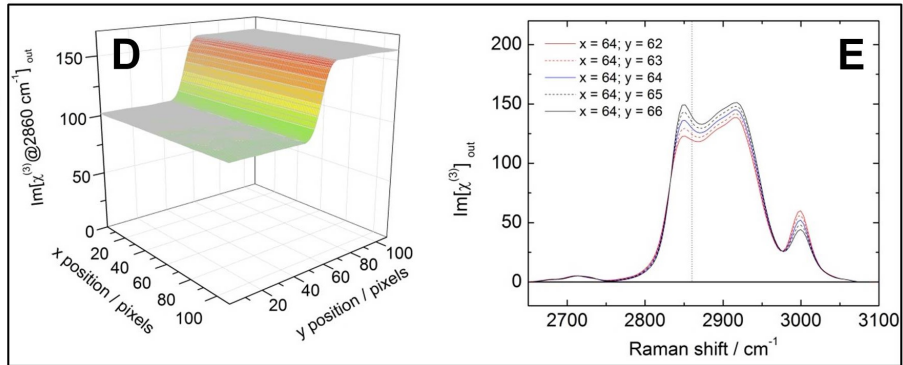 D
Im[χ(3)@2860 cm-1] out
150
100
50
0
20
40
60
80
100
x position / pixels
20
40
60
80
100
y position / pixels
E
200
150
100
50
0
Im[χ(3)] out
x = 64; y = 62
x = 64; y = 63
x = 64; y = 64
x = 64; y = 65
x = 64; y = 66
2700
2800
2900
3000
3100
Raman shift / cm-1